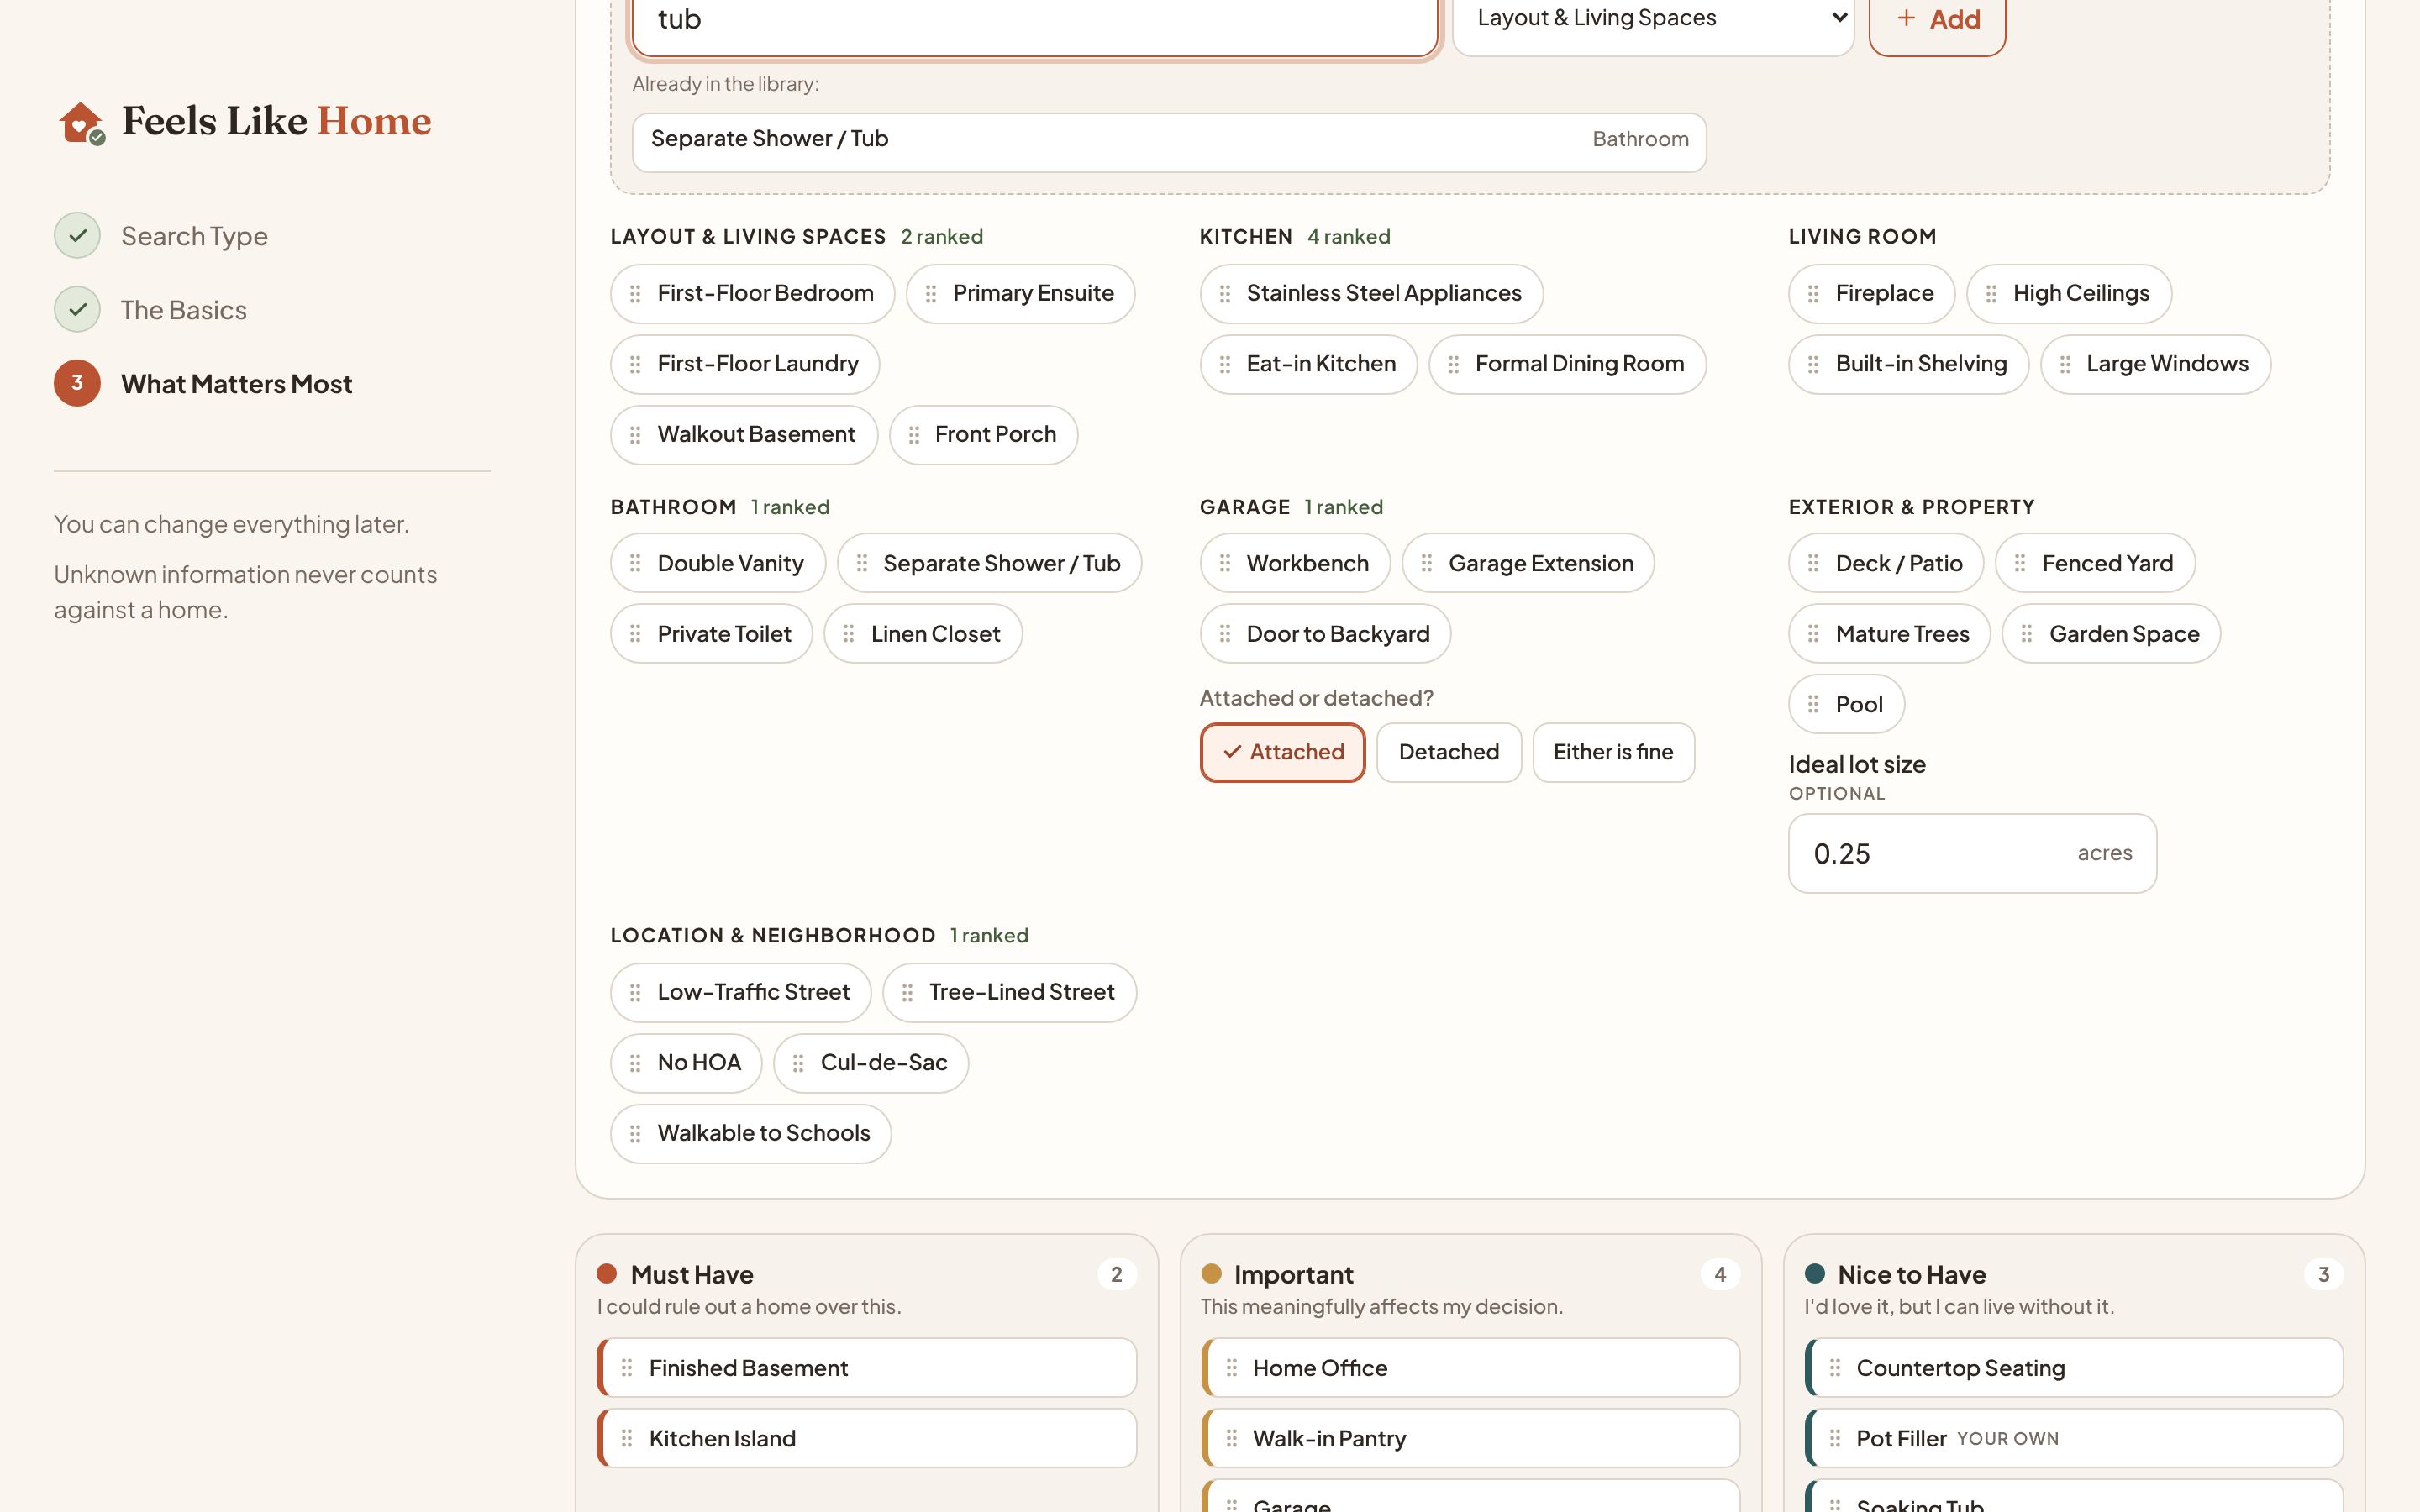 Feels Like Home
Search Type
The Basics
3 What Matters Most
You can change everything later.
Unknown information never counts
against a home.
tub
Layout & Living Spaces
+ Add
Already in the library:
Separate Shower / Tub Bathroom
LAYOUT & LIVING SPACES 2 ranked
First-Floor Bedroom
Primary Ensuite
First-Floor Laundry
Walkout Basement
Front Porch
KITCHEN 4 ranked
Stainless Steel Appliances
Eat-in Kitchen
Formal Dining Room
LIVING ROOM
Fireplace
High Ceilings
Built-in Shelving
Large Windows
BATHROOM 1 ranked
Double Vanity
Separate Shower / Tub
Private Toilet
Linen Closet
GARAGE 1 ranked
Workbench
Garage Extension
Door to Backyard
Attached or detached?
Attached
Detached
Either is fine
EXTERIOR & PROPERTY
Deck / Patio
Fenced Yard
Mature Trees
Garden Space
Pool
Ideal lot size
OPTIONAL
0.25 acres
LOCATION & NEIGHBORHOOD 1 ranked
Low-Traffic Street
Tree-Lined Street
No HOA
Cul-de-Sac
Walkable to Schools
Must Have 2
I could rule out a home over this.
Finished Basement
Kitchen Island
Important 4
This meaningfully affects my decision.
Home Office
Walk-in Pantry
Garage
Nice to Have 3
I'd love it, but I can live without it.
Countertop Seating
Pot Filler YOUR OWN
Soaking Tub